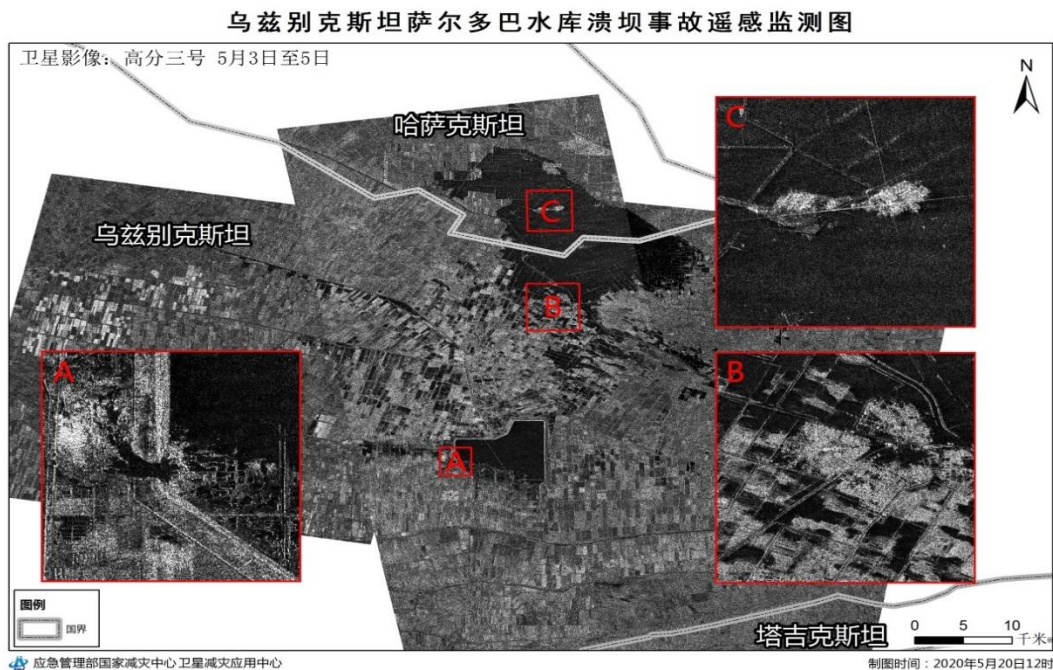 乌兹别克斯坦萨尔多巴水库溃坝事故遥感监测图
卫星影像：高分三号 5月3日至5日
N
哈萨克斯坦
C
C
乌兹别克斯坦
B
A
B
A
图例
国界
塔吉克斯坦
0 5 10
千米
应急管理部国家减灾中心卫星减灾应用中心
制图时间：2020年5月20日12时